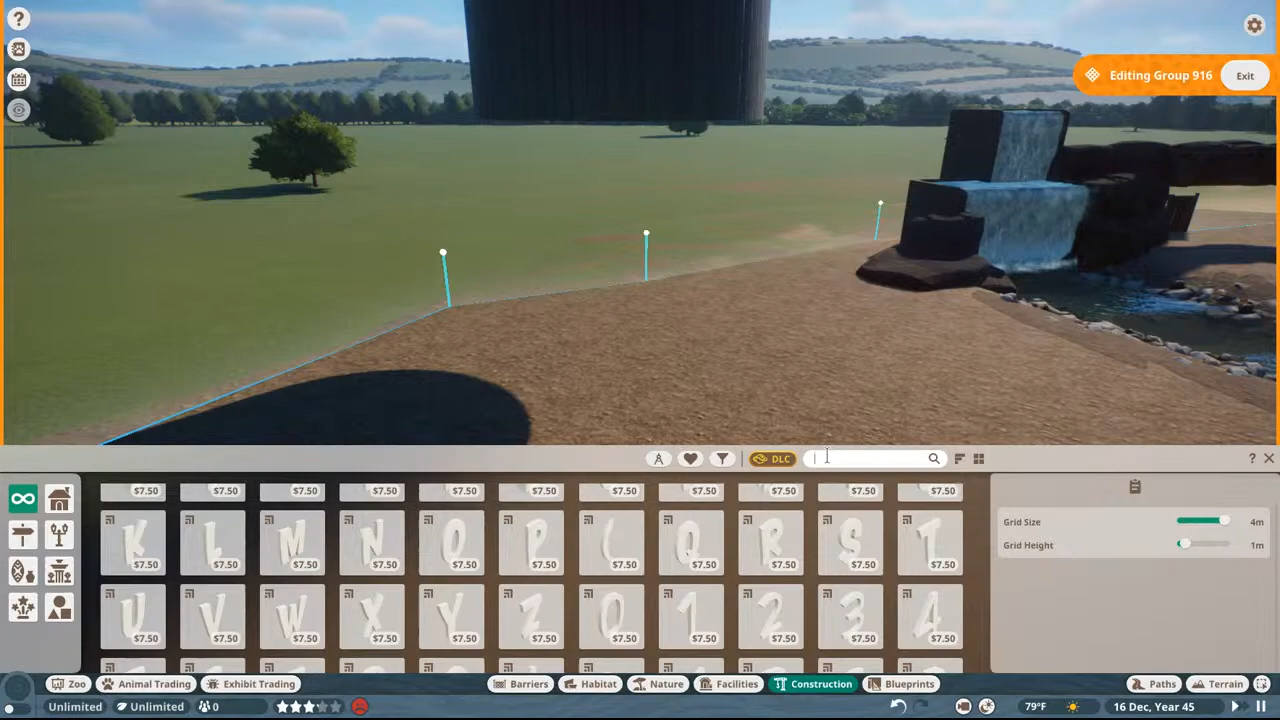 ?
Editing Group 916 Exit
DLC
? ×
$7.50 $7.50 $7.50 $7.50 $7.50 $7.50 $7.50 $7.50 $7.50 $7.50 $7.50
K L M N O P ( Q R S T
$7.50 $7.50 $7.50 $7.50 $7.50 $7.50 $7.50 $7.50 $7.50 $7.50 $7.50
U V W X Y Z 0 1 2 3 4
$7.50 $7.50 $7.50 $7.50 $7.50 $7.50 $7.50 $7.50 $7.50 $7.50 $7.50
Grid Size 4m
Grid Height 1m
Zoo Animal Trading Exhibit Trading Barriers Habitat Nature Facilities Construction Blueprints Paths Terrain
Unlimited Unlimited 0 79°F 16 Dec, Year 45